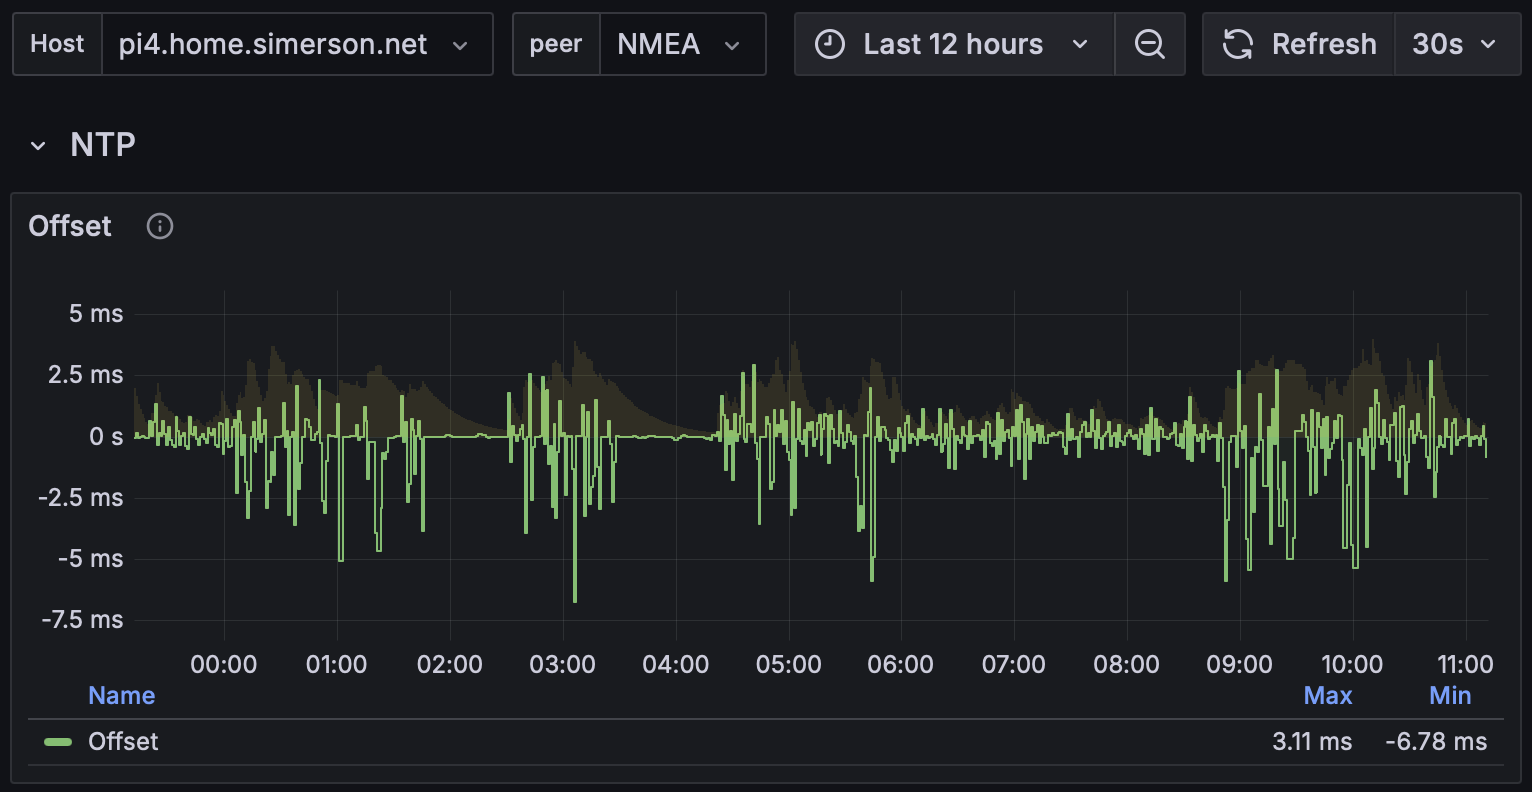 Host pi4.home.simerson.net peer NMEA Last 12 hours Refresh 30s
NTP
Offset
5 ms
2.5 ms
0 s
-2.5 ms
-5 ms
-7.5 ms
00:00 01:00 02:00 03:00 04:00 05:00 06:00 07:00 08:00 09:00 10:00 11:00
Name Max Min
Offset 3.11 ms -6.78 ms